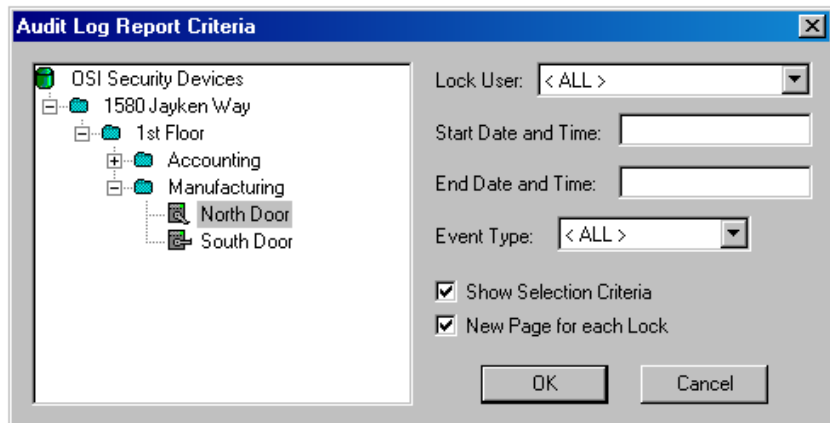 Audit Log Report Criteria
OSI Security Devices
1580 Jayken Way
1st Floor
Accounting
Manufacturing
North Door
South Door
Lock User: < ALL >
Start Date and Time:
End Date and Time:
Event Type: < ALL >
Show Selection Criteria
New Page for each Lock
OK Cancel